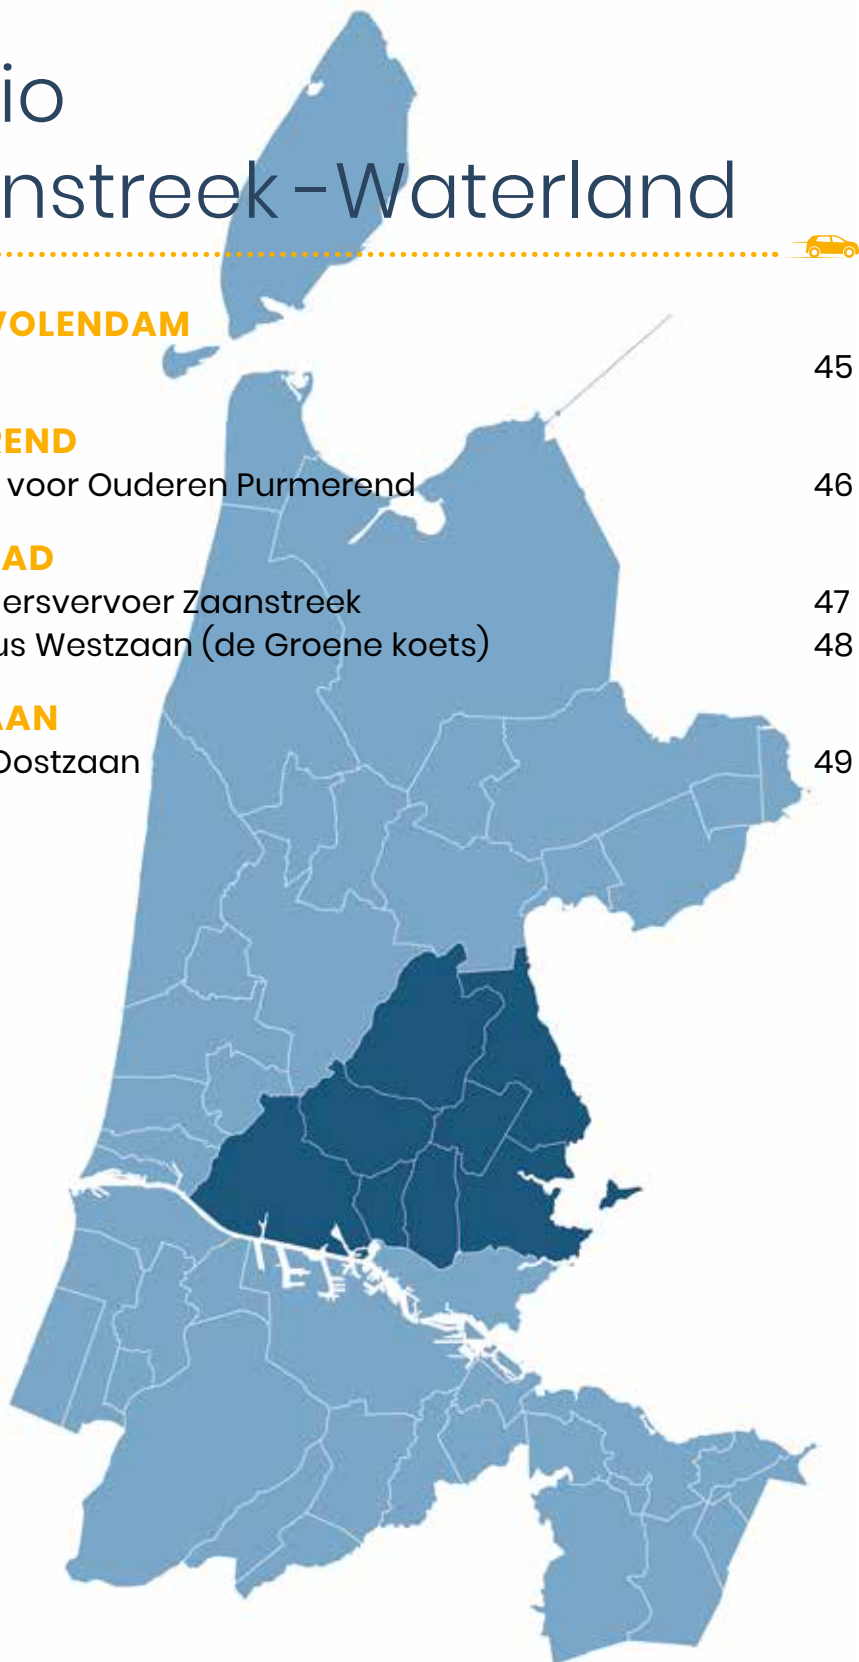 io
nstreek – Waterland
VOLENDAM
45
REND
voor Ouderen Purmerend 46
AD
ersvervoer Zaanstreek 47
us Westzaan (de Groene koets) 48
AAN
Oostzaan 49